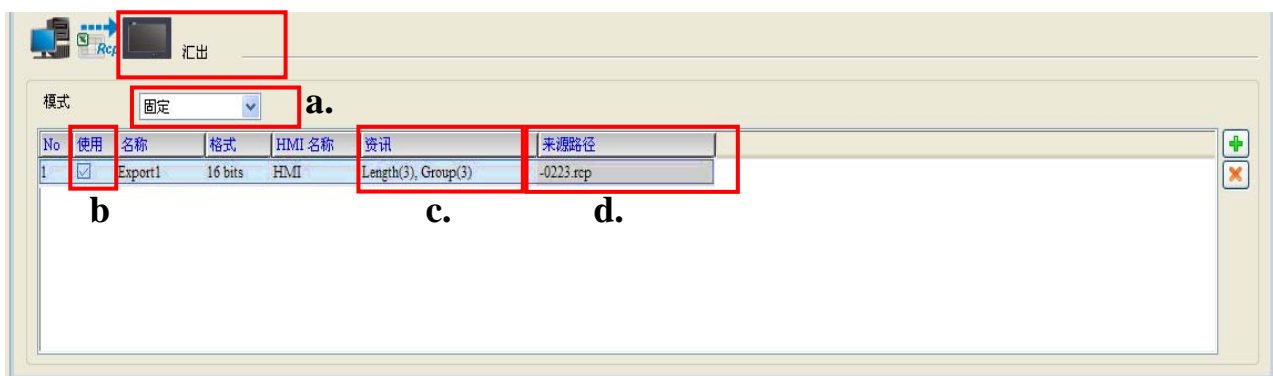 Rcp 汇出
模式 固定 a.
No 使用 名称 格式 HMI 名称 资讯 来源路径
1 Export1 16 bits HMI Length(3), Group(3) -0223.rcp
b c. d.